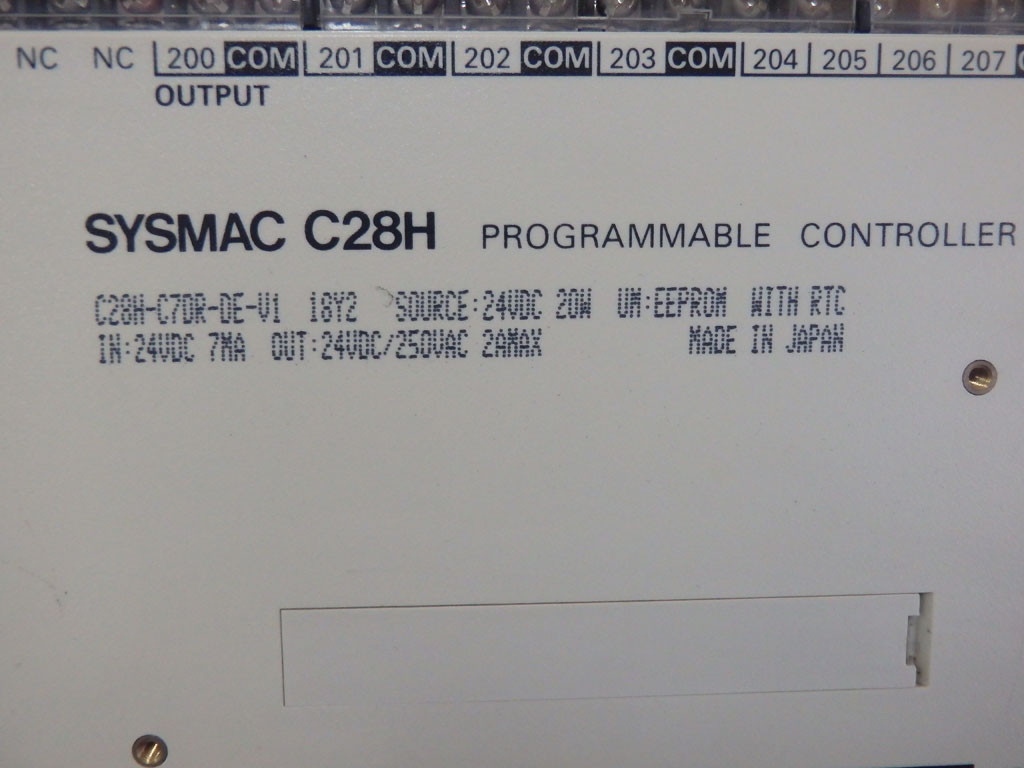 NC NC 200 COM 201 COM 202 COM 203 COM 204 205 206 207
OUTPUT
SYSMAC C28H PROGRAMMABLE CONTROLLER
C28H-C7DR-DE-V1 18Y2 SOURCE:24VDC 20W UM:EEPROM WITH RTC
IN:24VDC 7MA OUT:24VDC/250VAC 2AMAX MADE IN JAPAN